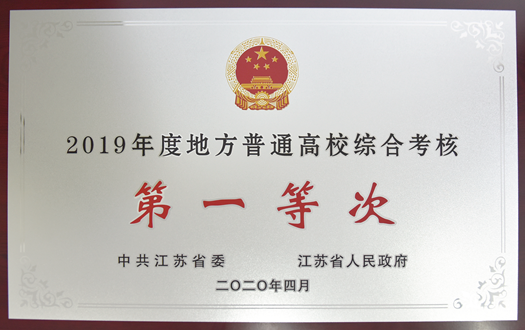 2019年度地方普通高校综合考核
第一等次
中共江苏省委 江苏省人民政府
二〇二〇年四月